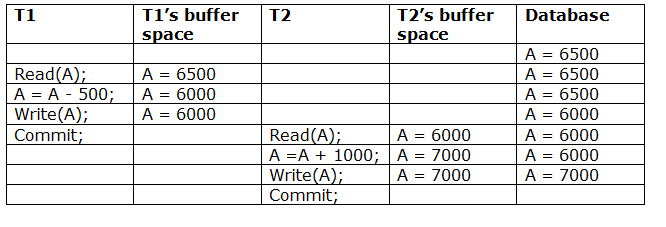 T1 T1's buffer space T2 T2's buffer space Database
A = 6500
Read(A); A = 6500 A = 6500
A = A - 500; A = 6000 A = 6500
Write(A); A = 6000 A = 6000
Commit; Read(A); A = 6000 A = 6000
A =A + 1000; A = 7000 A = 6000
Write(A); A = 7000 A = 7000
Commit;